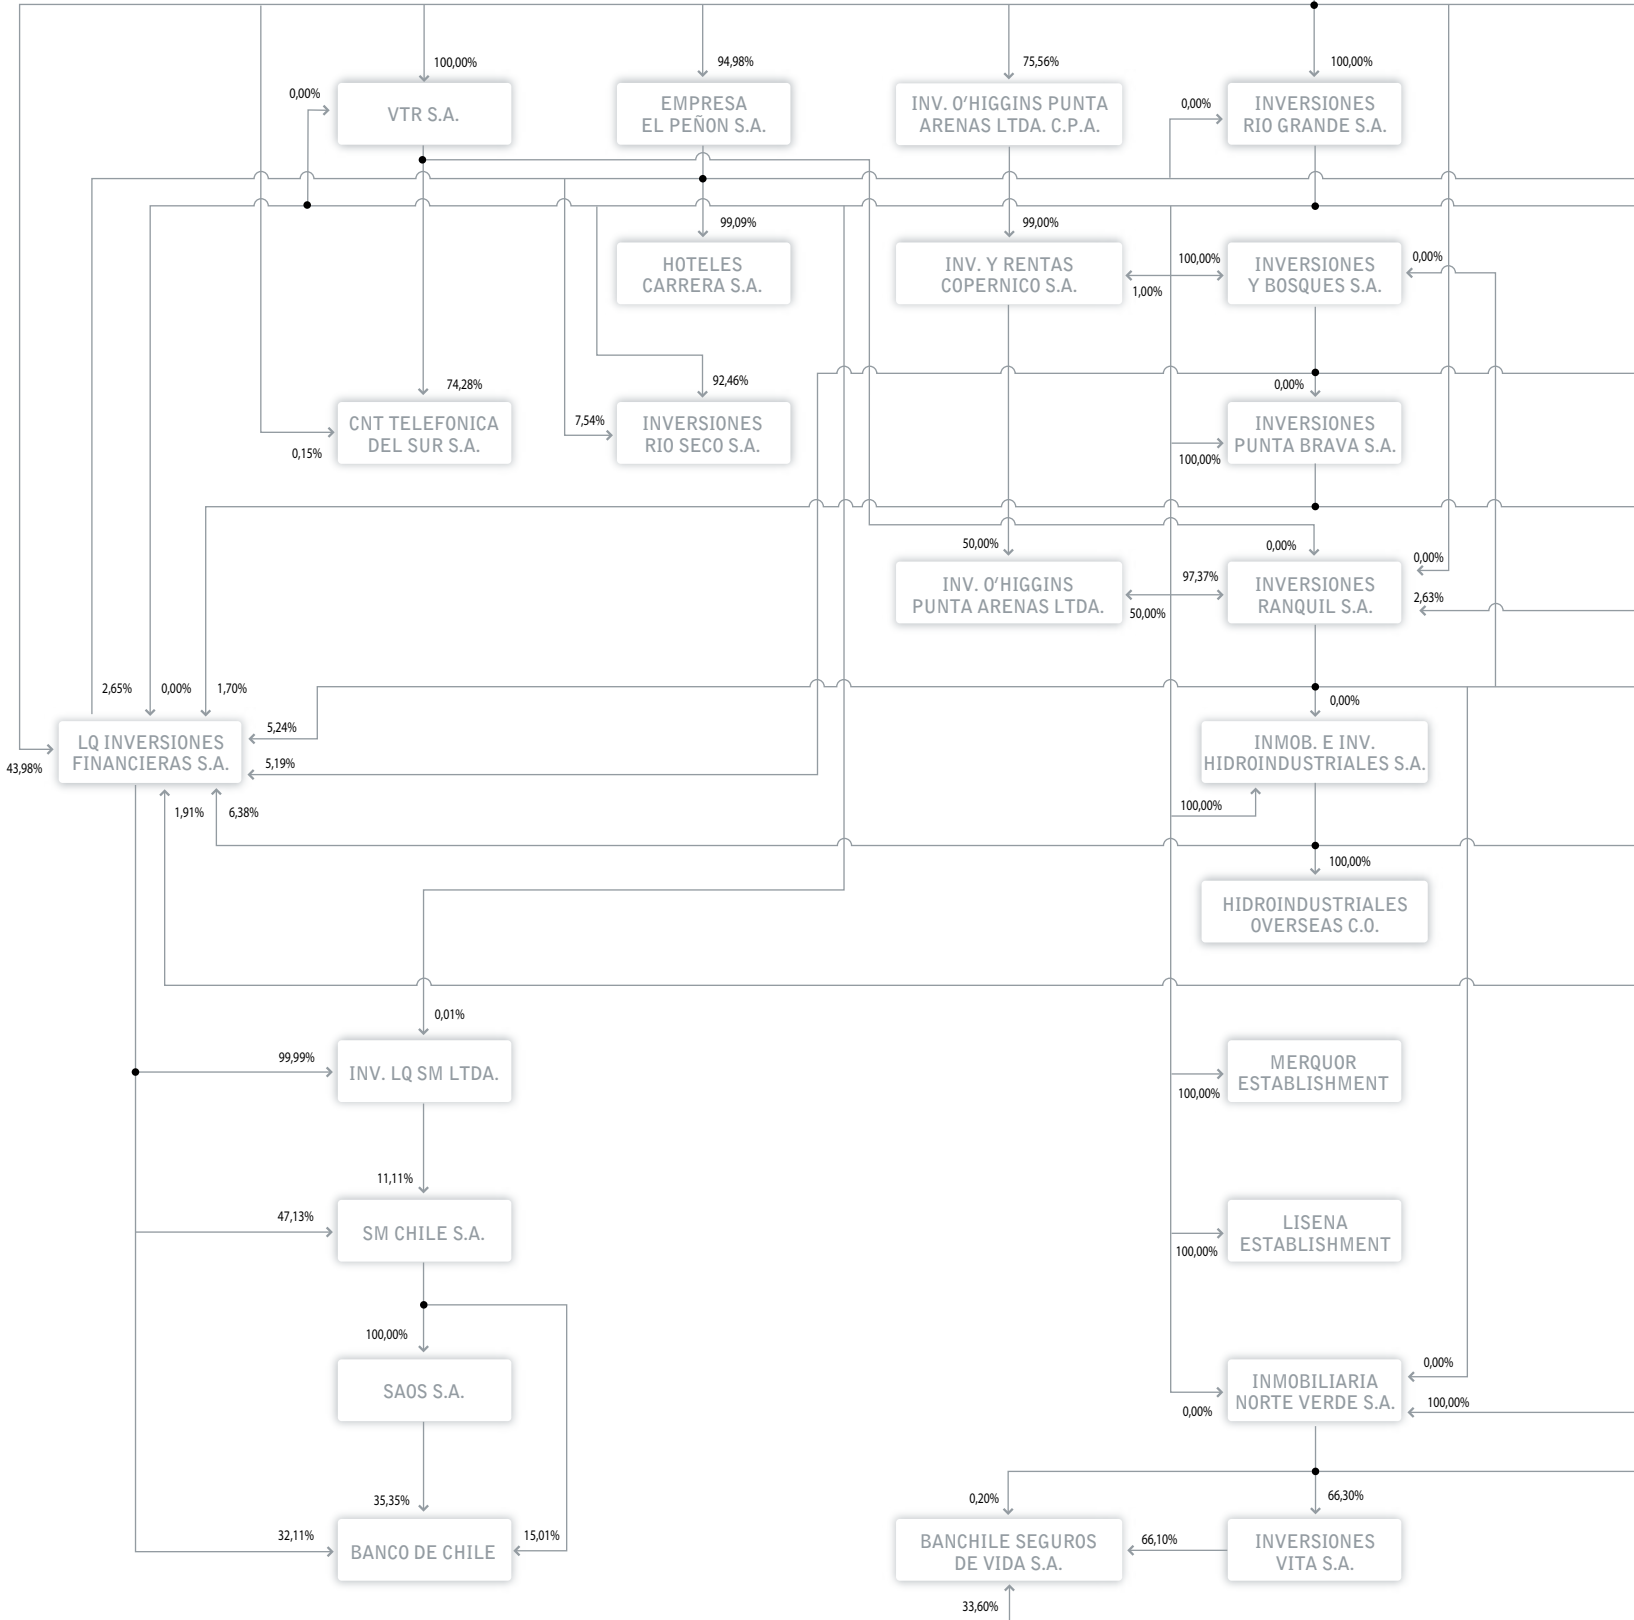 100,00%
94,98%
75,56%
100,00%
0,00%
VTR S.A.
EMPRESA
EL PEÑON S.A.
INV. O'HIGGINS PUNTA
ARENAS LTDA. C.P.A.
0,00%
INVERSIONES
RIO GRANDE S.A.
99,09%
99,00%
HOTELES
CARRERA S.A.
INV. Y RENTAS
COPERNICO S.A.
100,00%
1,00%
INVERSIONES
Y BOSQUES S.A.
0,00%
74,28%
92,46%
0,00%
CNT TELEFONICA
DEL SUR S.A.
0,15%
7,54%
INVERSIONES
RIO SECO S.A.
INVERSIONES
PUNTA BRAVA S.A.
100,00%
50,00%
0,00%
0,00%
INV. O'HIGGINS
PUNTA ARENAS LTDA.
97,37%
50,00%
INVERSIONES
RANQUIL S.A.
2,63%
2,65%
0,00%
1,70%
0,00%
5,24%
LQ INVERSIONES
FINANCIERAS S.A.
43,98%
5,19%
INMOB. E INV.
HIDROINDUSTRIALES S.A.
1,91%
6,38%
100,00%
100,00%
HIDROINDUSTRIALES
OVERSEAS C.O.
0,01%
99,99%
INV. LQ SM LTDA.
MERQUOR
ESTABLISHMENT
100,00%
11,11%
47,13%
SM CHILE S.A.
LISENA
ESTABLISHMENT
100,00%
100,00%
SAOS S.A.
0,00%
INMOBILIARIA
NORTE VERDE S.A.
0,00%
100,00%
35,35%
0,20%
66,30%
32,11%
BANCO DE CHILE
15,01%
BANCHILE SEGUROS
DE VIDA S.A.
66,10%
INVERSIONES
VITA S.A.
33,60%